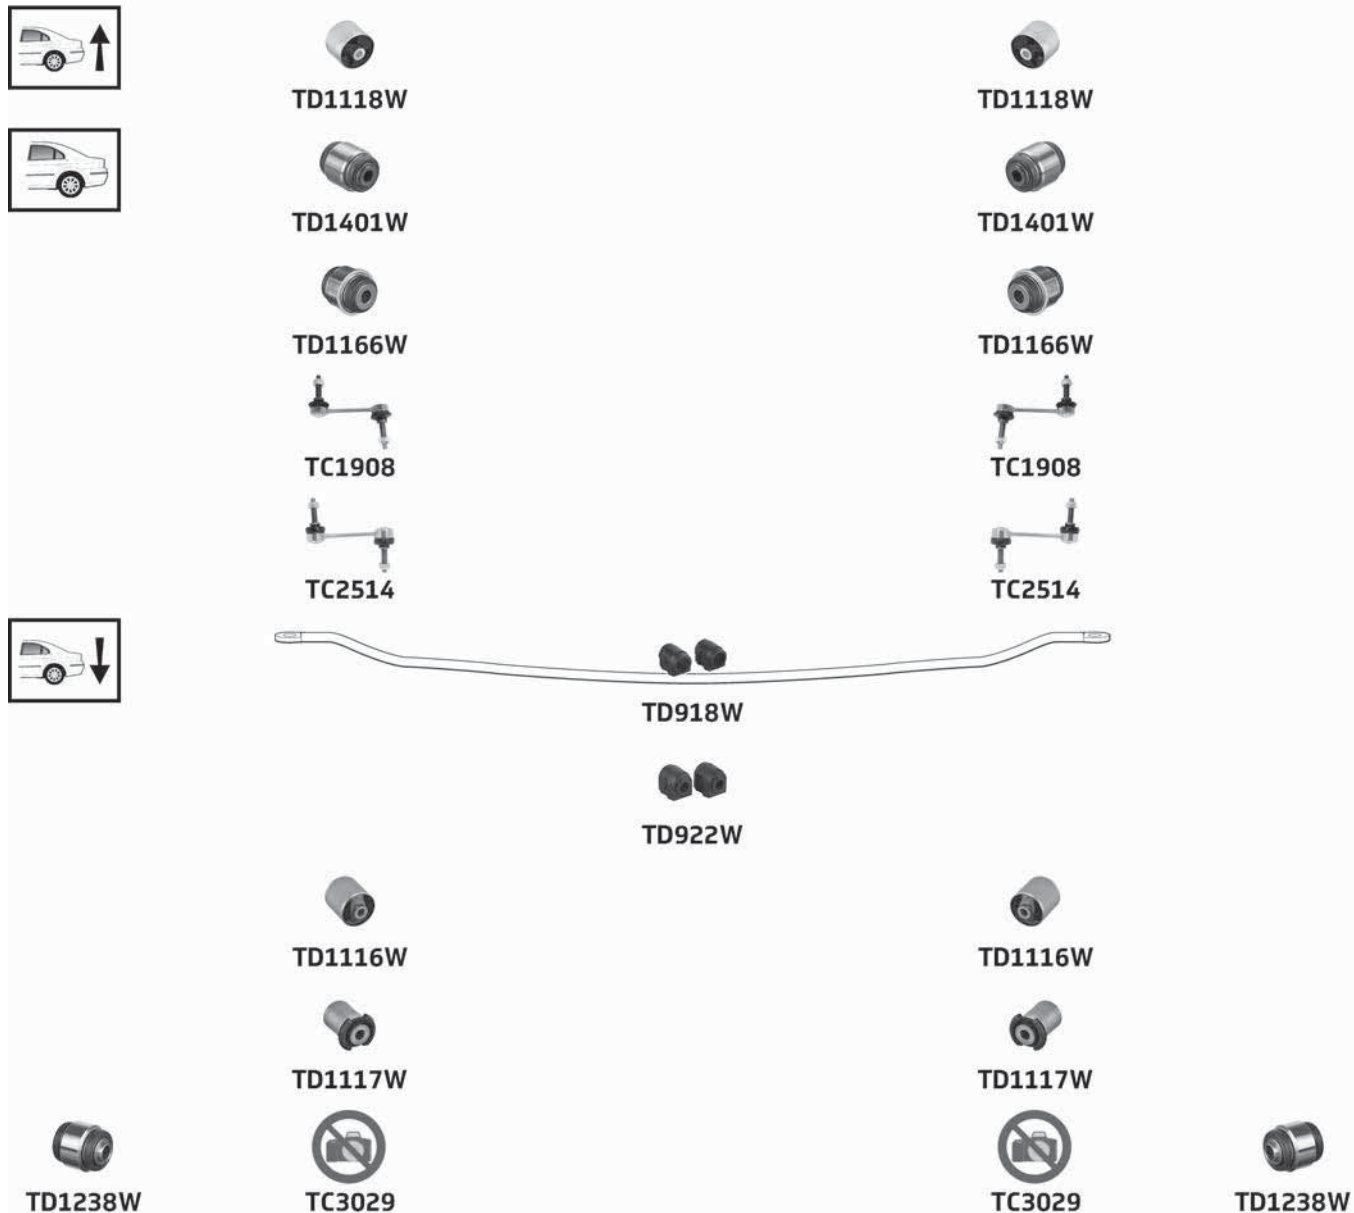 TD1118W TD1118W
TD1401W TD1401W
TD1166W TD1166W
TC1908 TC1908
TC2514 TC2514
TD918W
TD922W
TD1116W TD1116W
TD1117W TD1117W
TD1238W TC3029 TC3029 TD1238W